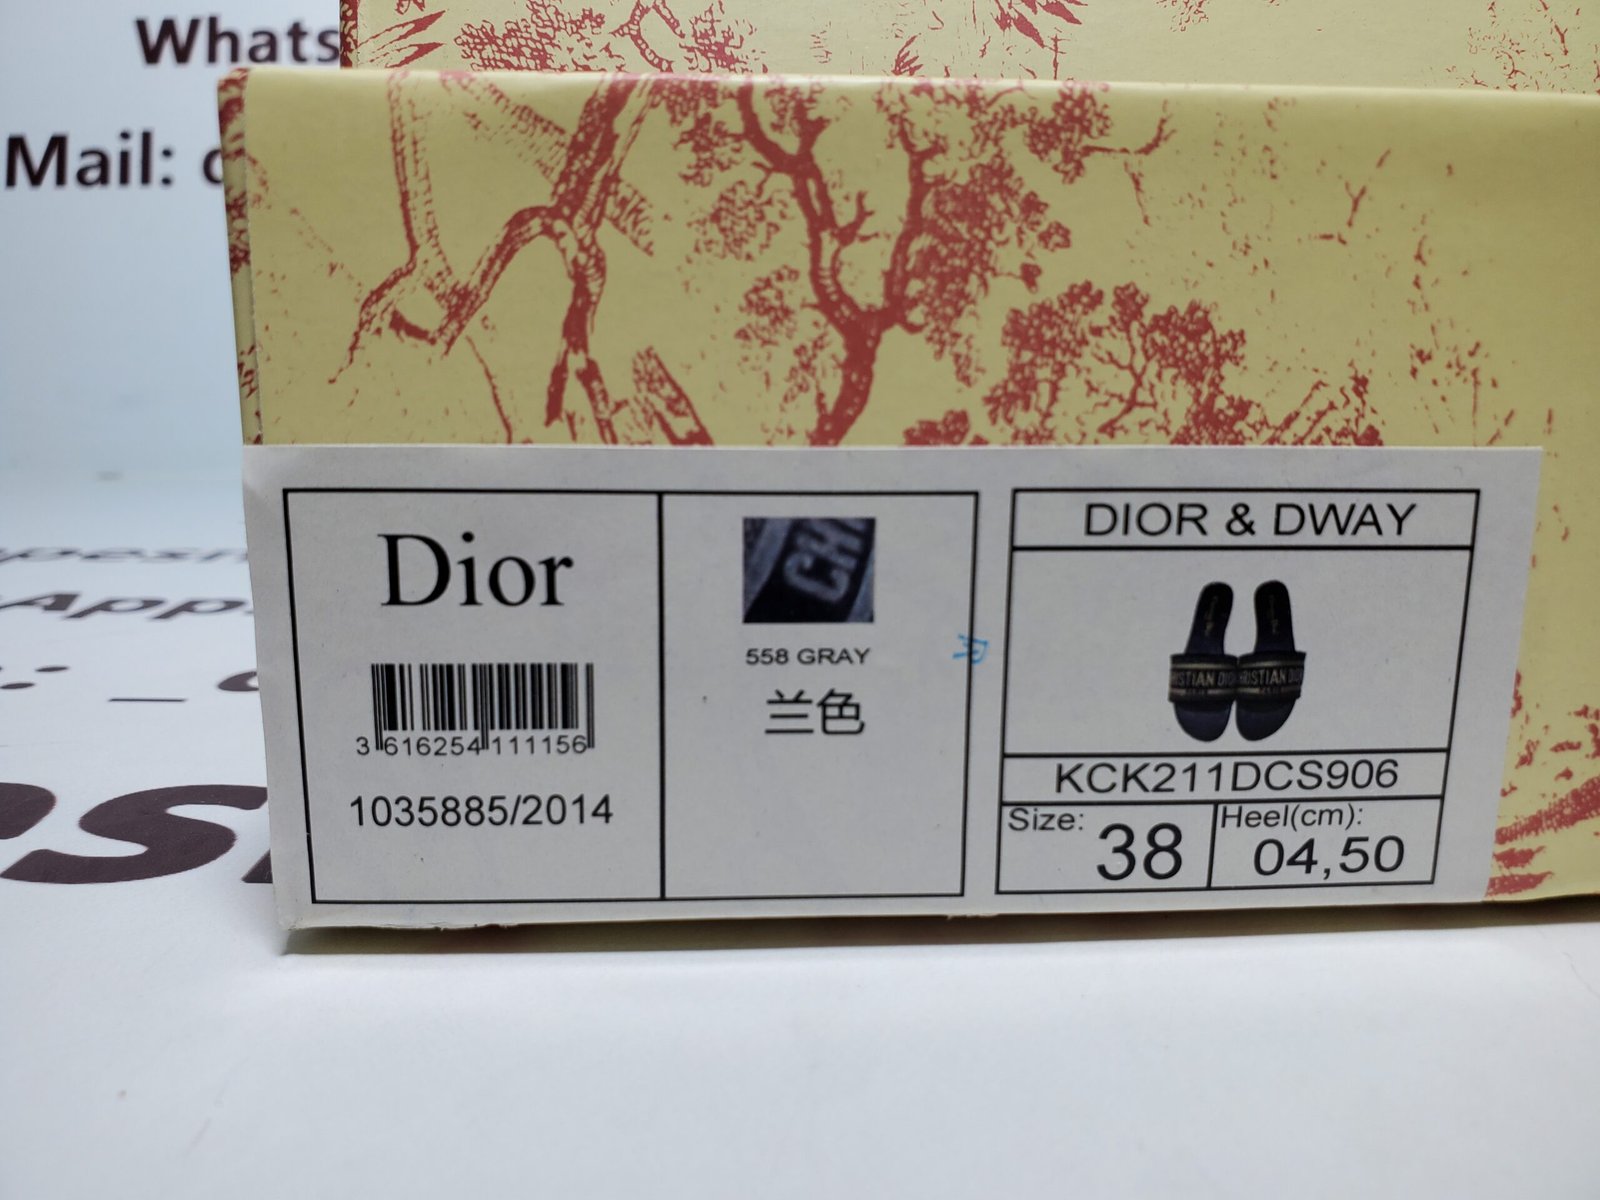 Whats
Mail:
Dior
3 616254 111156
1035885/2014
558 GRAY
兰色
DIOR & DWAY
KCK211DCS906
Size: 38
Heel(cm): 04,50